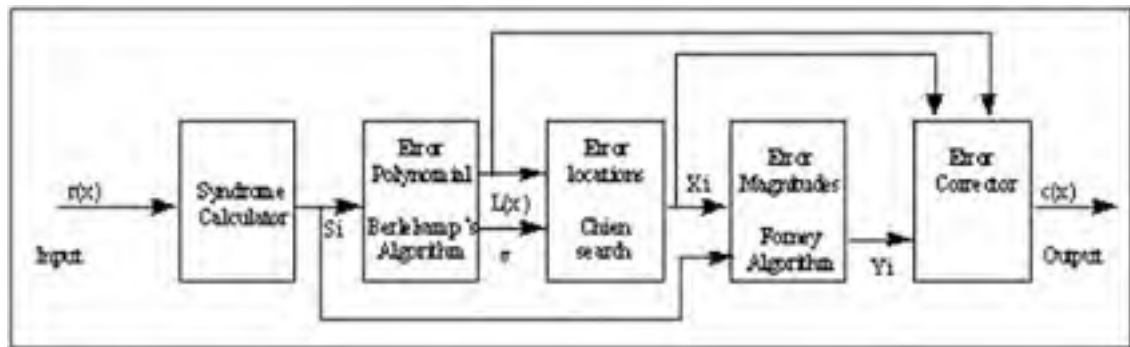 r(x)
Input
Syndrome
Calculator
Si
Error
Polynomial
Berlekamp's
Algorithm
L(x)
Error
locations
Chien
search
Xi
Error
Magnitudes
Forney
Algorithm
Yi
Error
Corrector
c(x)
Output